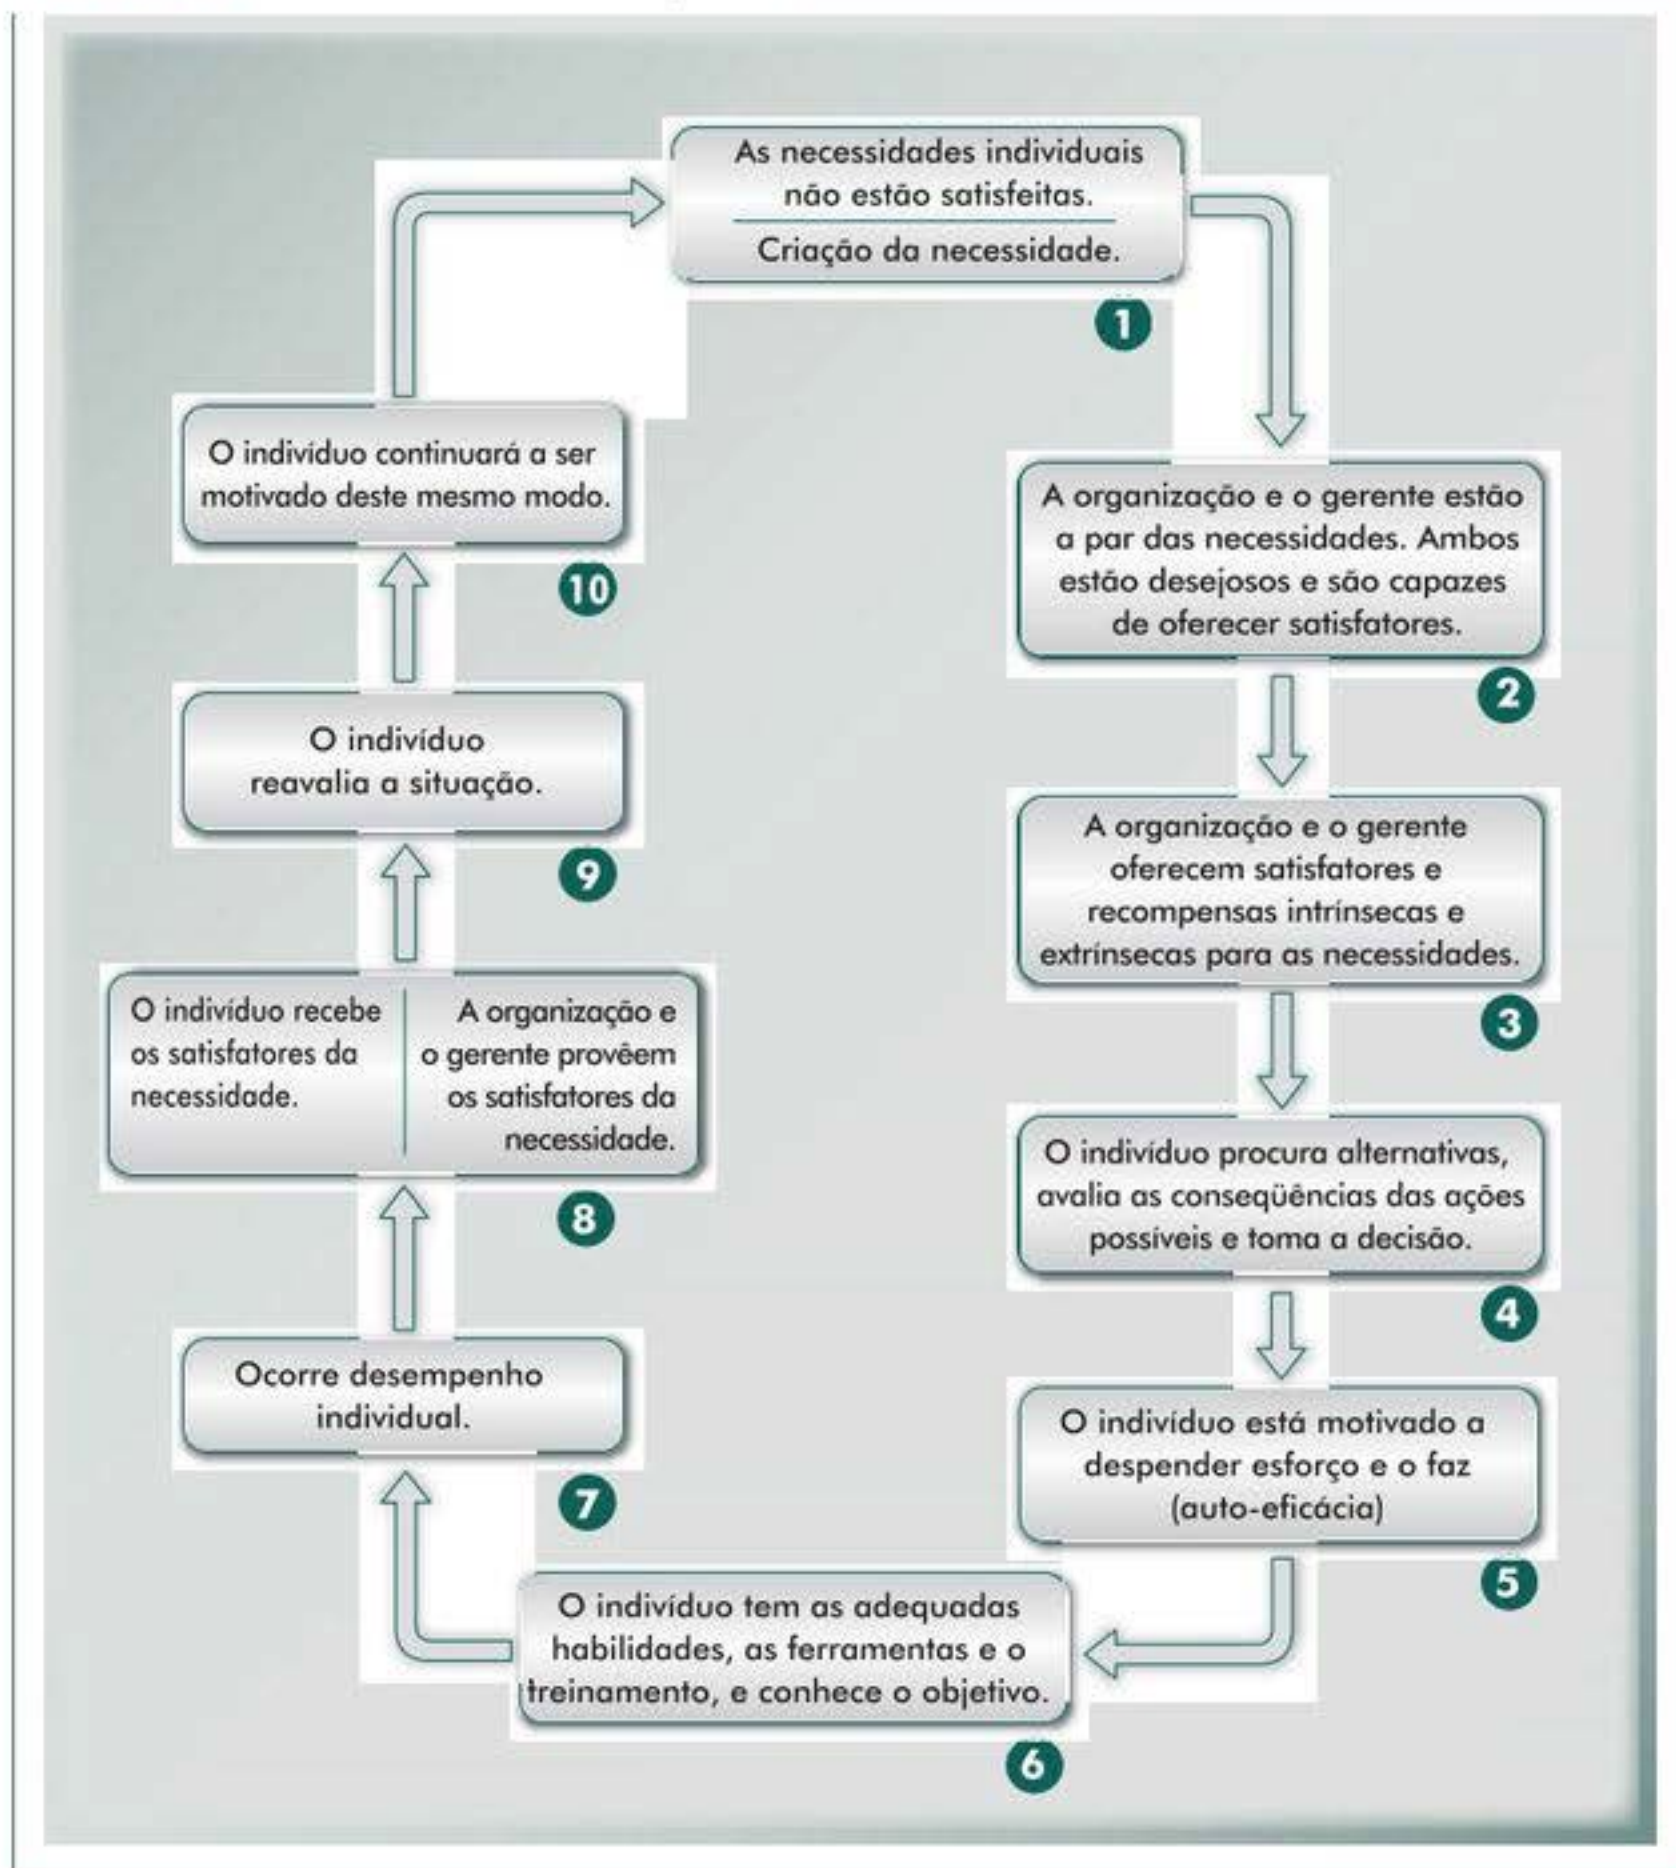 As necessidades individuais
não estão satisfeitas.
Criação da necessidade.
1
A organização e o gerente estão
a par das necessidades. Ambos
estão desejosos e são capazes
de oferecer satisfatores.
2
A organização e o gerente
oferecem satisfatores e
recompensas intrínsecas e
extrínsecas para as necessidades.
3
O indivíduo procura alternativas,
avalia as conseqüências das ações
possíveis e toma a decisão.
4
O indivíduo está motivado a
despender esforço e o faz
(auto-eficácia)
5
O indivíduo tem as adequadas
habilidades, as ferramentas e o
treinamento, e conhece o objetivo.
6
Ocorre desempenho
individual.
7
O indivíduo recebe
os satisfatores da
necessidade.
A organização e
o gerente provêem
os satisfatores da
necessidade.
8
O indivíduo
reavalia a situação.
9
O indivíduo continuará a ser
motivado deste mesmo modo.
10